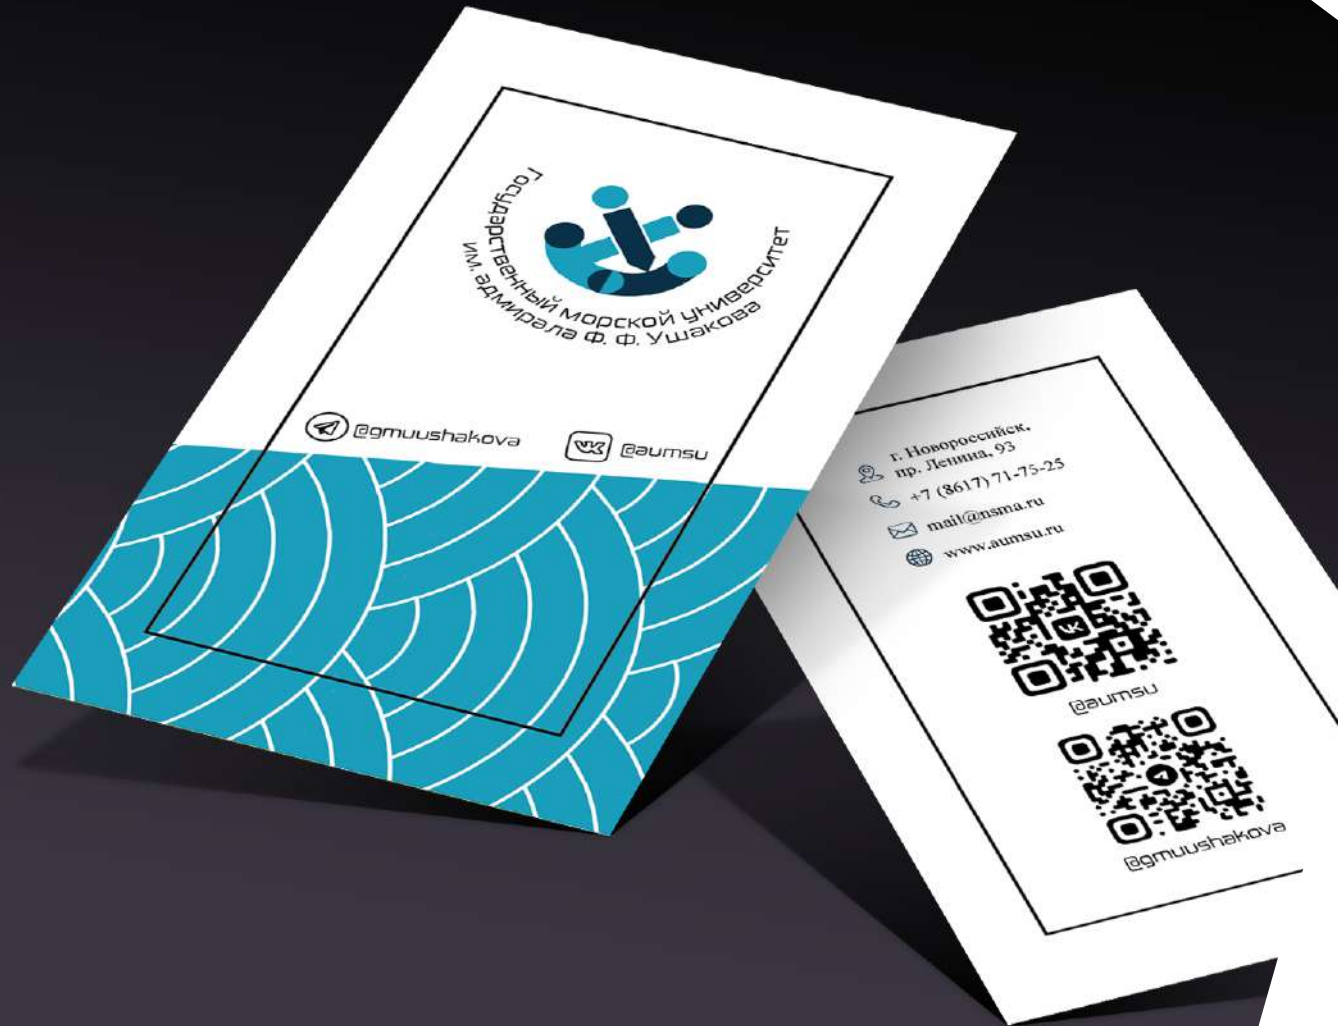 Государственный морской университет
им. адмирала Ф. Ф. Ушакова
@gmuushakova
@aumsu
г. Новороссийск,
пр. Ленина, 93
+7 (8617) 71-75-25
mail@nsma.ru
www.aumsu.ru
@aumsu
@gmuushakova